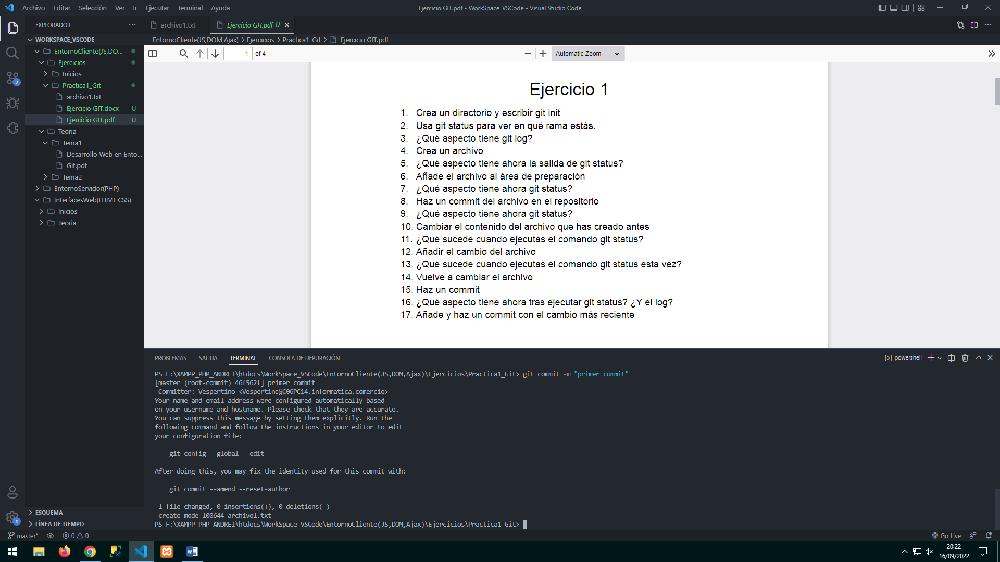 Archivo Editar Selección Ver Ir Ejecutar Terminal Ayuda
Ejercicio GIT.pdf - WorkSpace_VSCode - Visual Studio Code
EXPLORADOR
archivo1.txt
Ejercicio GIT.pdf U
WORKSPACE_VSCODE
EntornoCliente(JS,DOM,Ajax) > Ejercicios > Practica1_Git > Ejercicio GIT.pdf
EntornoCliente(JS,DO...
Ejercicios
Inicios
Practica1_Git
archivo1.txt
Ejercicio GIT.docx U
Ejercicio GIT.pdf U
Teoria
Tema1
Desarrollo Web en Ento...
Git.pdf
Tema2
EntornoServidor(PHP)
InterfacesWeb(HTML,CSS)
Inicios
Teoria
ESQUEMA
LÍNEA DE TIEMPO
2
1
1 of 4
Automatic Zoom
Ejercicio 1
1. Crea un directorio y escribir git init
2. Usa git status para ver en qué rama estás.
3. ¿Qué aspecto tiene git log?
4. Crea un archivo
5. ¿Qué aspecto tiene ahora la salida de git status?
6. Añade el archivo al área de preparación
7. ¿Qué aspecto tiene ahora git status?
8. Haz un commit del archivo en el repositorio
9. ¿Qué aspecto tiene ahora git status?
10. Cambiar el contenido del archivo que has creado antes
11. ¿Qué sucede cuando ejecutas el comando git status?
12. Añadir el cambio del archivo
13. ¿Qué sucede cuando ejecutas el comando git status esta vez?
14. Vuelve a cambiar el archivo
15. Haz un commit
16. ¿Qué aspecto tiene ahora tras ejecutar git status? ¿Y el log?
17. Añade y haz un commit con el cambio más reciente
PROBLEMAS SALIDA TERMINAL CONSOLA DE DEPURACIÓN
powershell
PS F:\XAMPP_PHP_ANDREI\htdocs\WorkSpace_VSCode\EntornoCliente(JS,DOM,Ajax)\Ejercicios\Practica1_Git> git commit -m "primer commit"
[master (root-commit) 46f562f] primer commit
Committer: Vespertino <Vespertino@C06PC14.informatica.comercio>
Your name and email address were configured automatically based
on your username and hostname. Please check that they are accurate.
You can suppress this message by setting them explicitly. Run the
following command and follow the instructions in your editor to edit
your configuration file:
git config --global --edit
After doing this, you may fix the identity used for this commit with:
git commit --amend --reset-author
1 file changed, 0 insertions(+), 0 deletions(-)
create mode 100644 archivo1.txt
PS F:\XAMPP_PHP_ANDREI\htdocs\WorkSpace_VSCode\EntornoCliente(JS,DOM,Ajax)\Ejercicios\Practica1_Git>
master* 0 0
Go Live
20:22
16/09/2022